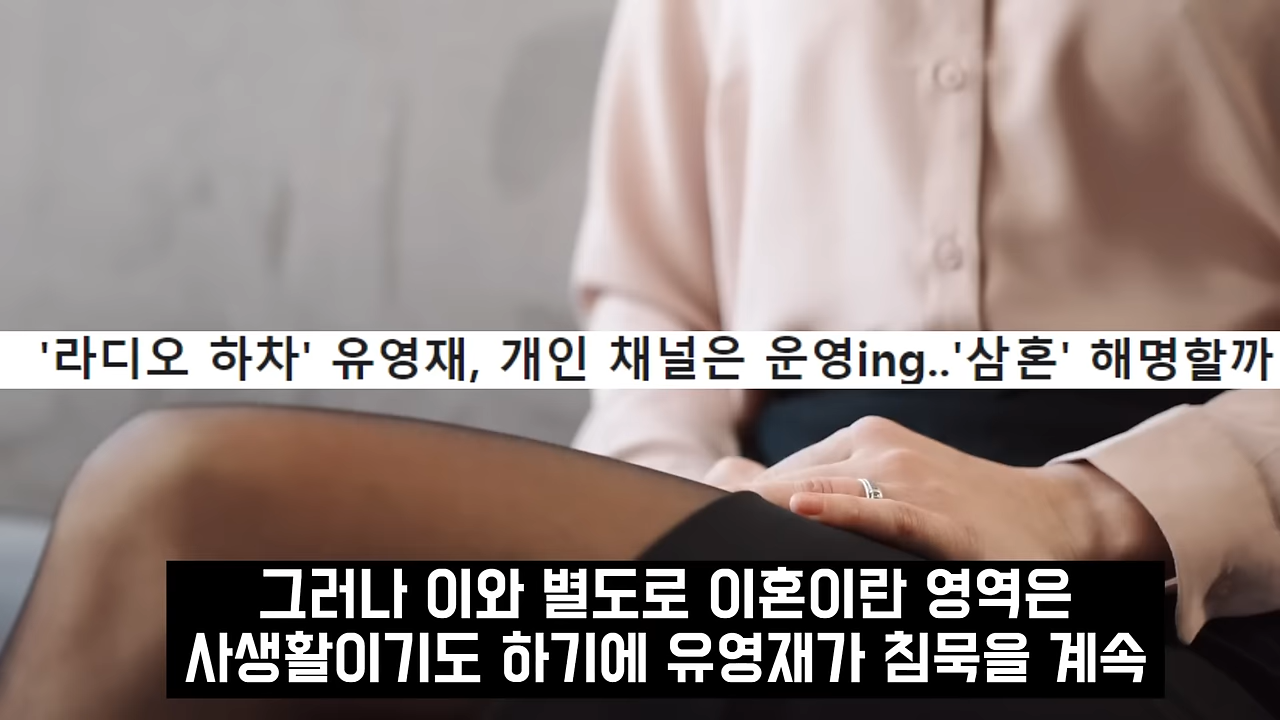 '라디오 하차' 유영재, 개인 채널은 운영ing..'삼혼' 해명할까
그러나 이와 별도로 이혼이란 영역은
사생활이기도 하기에 유영재가 침묵을 계속